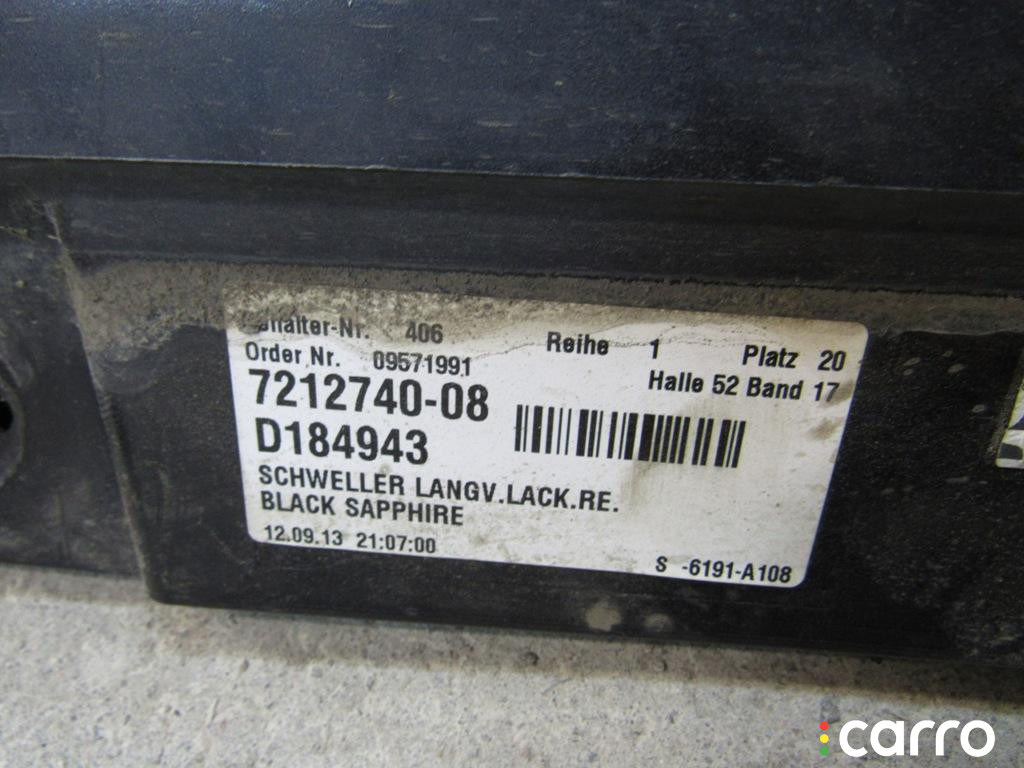 406 Reihe 1 Platz 20
Order Nr. 09571991 Halle 52 Band 17
7212740-08
D184943
SCHWELLER LANGV.LACK.RE.
BLACK SAPPHIRE
12.09.13 21:07:00
S -6191-A108
carro